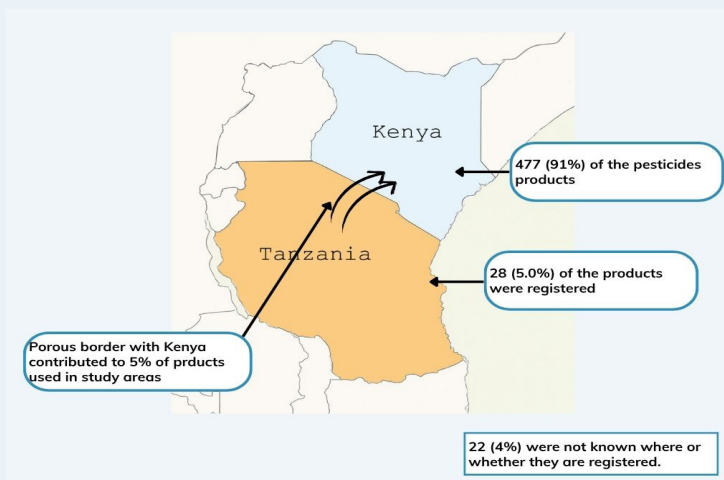 Kenya
477 (91%) of the pesticides
products
Tanzania
28 (5.0%) of the products
were registered
Porous border with Kenya
contributed to 5% of prducts
used in study areas
22 (4%) were not known where or
whether they are registered.